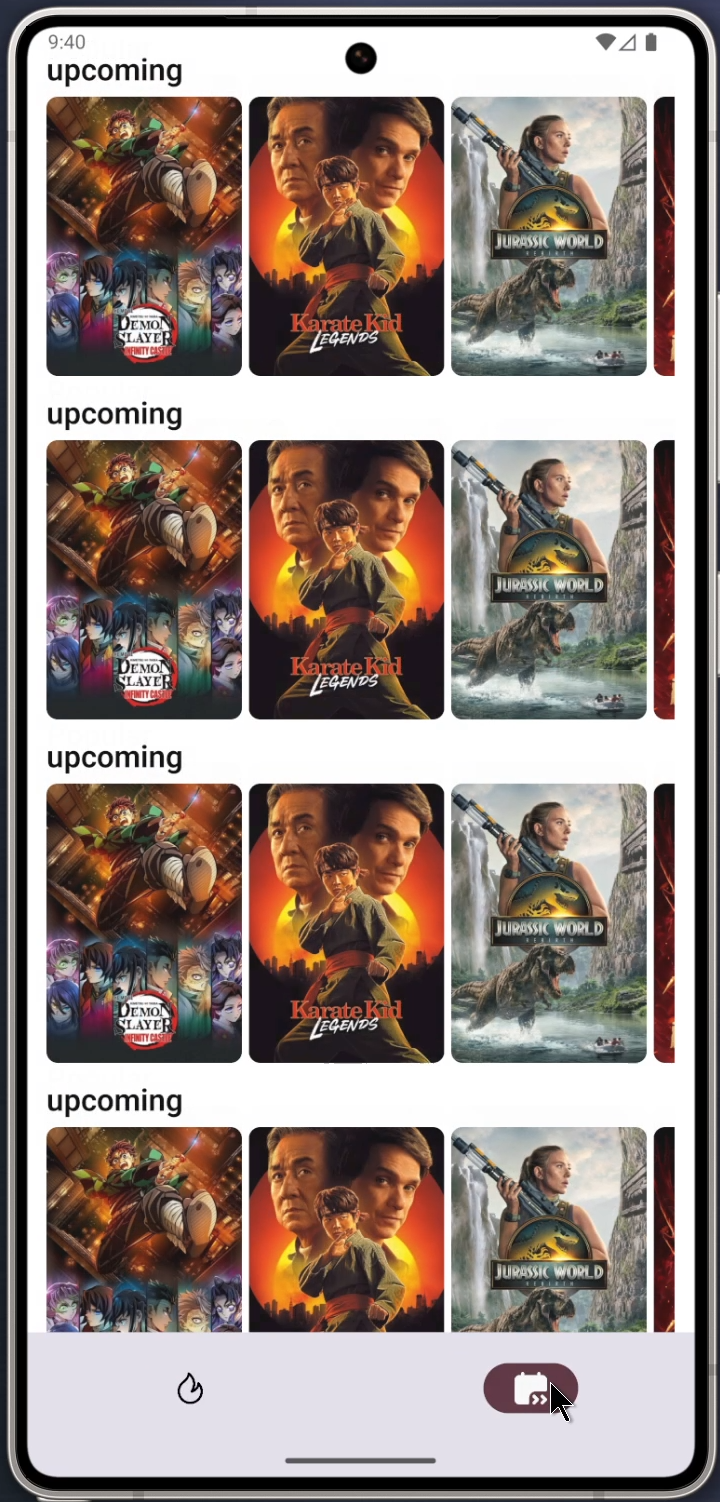 9:40
upcoming
DEMON
SLAYER
INFINITY CASTLE
Karate Kid
LEGENDS
JURASSIC WORLD
REBIRTH
upcoming
DEMON
SLAYER
INFINITY CASTLE
Karate Kid
LEGENDS
JURASSIC WORLD
REBIRTH
upcoming
DEMON
SLAYER
INFINITY CASTLE
Karate Kid
LEGENDS
JURASSIC WORLD
REBIRTH
upcoming
JURASSIC WORLD
REBIRTH